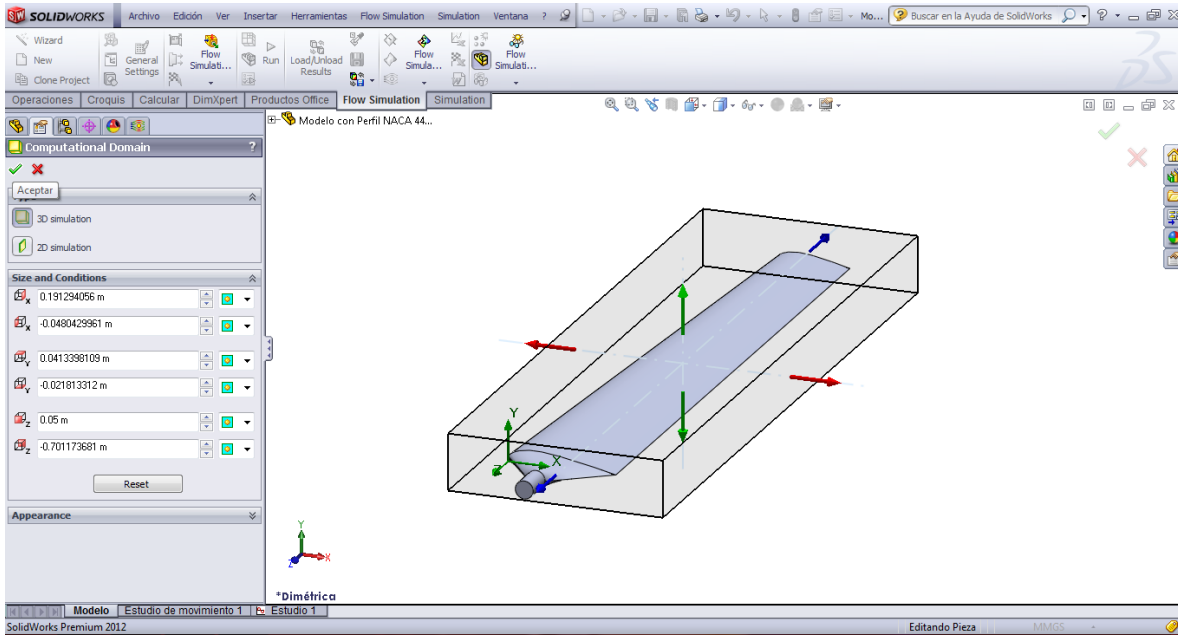 SOLIDWORKS Archivo Edición Ver Insertar Herramientas Flow Simulation Simulation Ventana ? Mo... Buscar en la Ayuda de SolidWorks ?
Wizard
New
Clone Project
General Settings
Flow Simulati...
Run
Load/Unload Results
Flow Simula...
Flow Simulati...
Operaciones Croquis Calcular DimXpert Productos Office Flow Simulation Simulation
Modelo con Perfil NACA 44...
Computational Domain ?
Aceptar
3D simulation
2D simulation
Size and Conditions
X 0.191294056 m
X -0.0480429961 m
Y 0.0413398109 m
Y -0.021813312 m
Z 0.05 m
Z -0.701173681 m
Reset
Appearance
Y
X
Z
Y
X
Z
*Dimétrica
Modelo Estudio de movimiento 1 Estudio 1
SolidWorks Premium 2012 Editando Pieza MMGS -